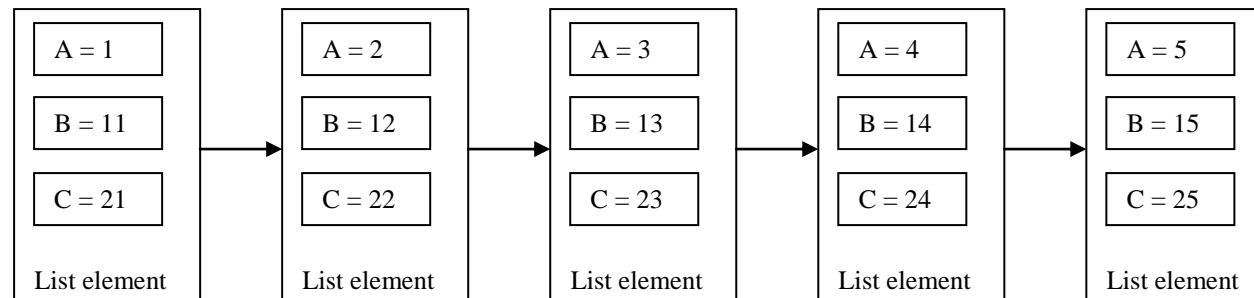 A = 1
B = 11
C = 21
List element
A = 2
B = 12
C = 22
List element
A = 3
B = 13
C = 23
List element
A = 4
B = 14
C = 24
List element
A = 5
B = 15
C = 25
List element